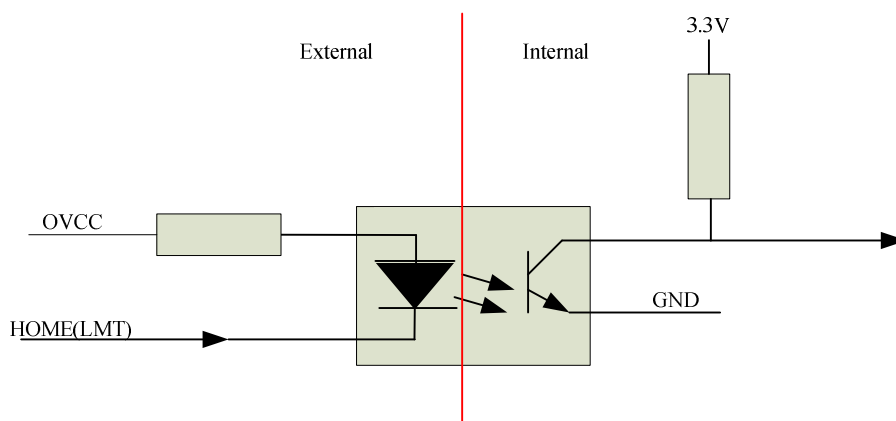 3.3V
External
Internal
OVCC
GND
HOME(LMT)